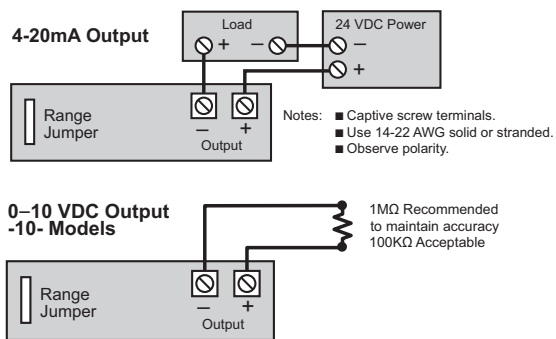 4-20mA Output
Load
+ −
24 VDC Power
−
+
Range
Jumper
− +
Output
Notes: ■ Captive screw terminals.
■ Use 14-22 AWG solid or stranded.
■ Observe polarity.
0–10 VDC Output
-10- Models
1MΩ Recommended
to maintain accuracy
100KΩ Acceptable
Range
Jumper
− +
Output